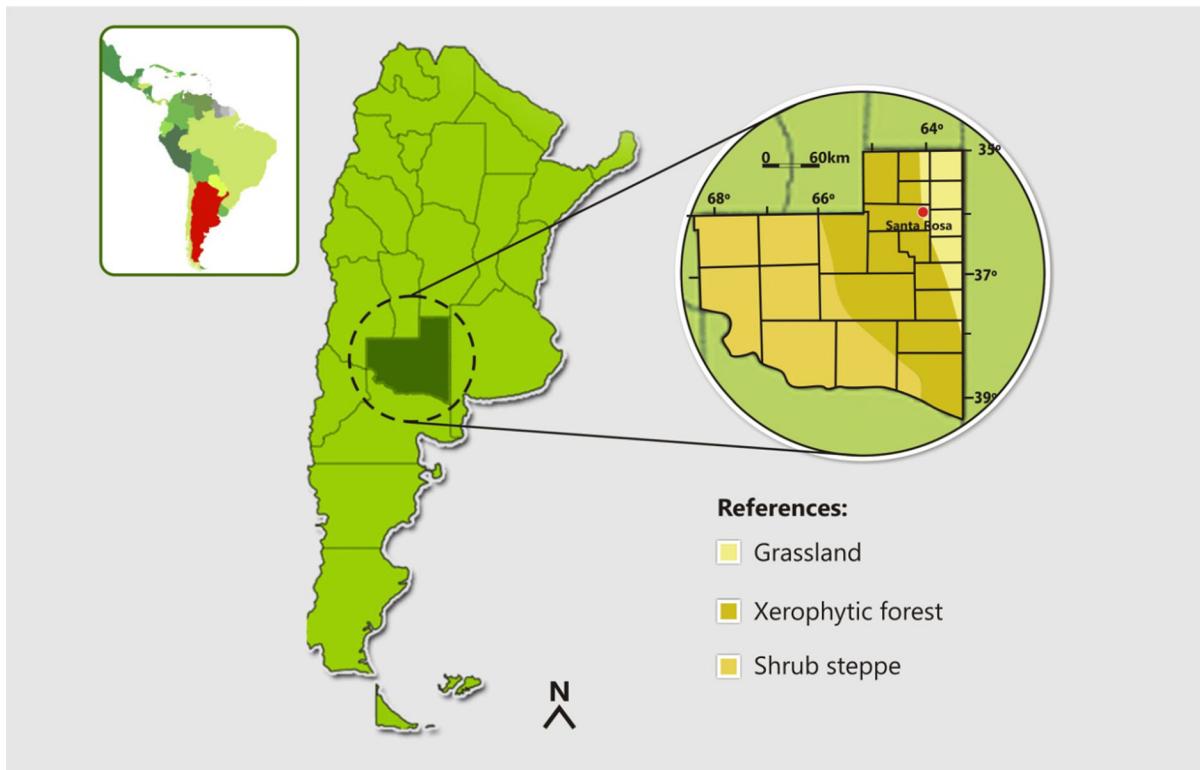 64º
35º
0 60km
68º 66º
Santa Rosa
37º
39º
References:
Grassland
Xerophytic forest
Shrub steppe
N